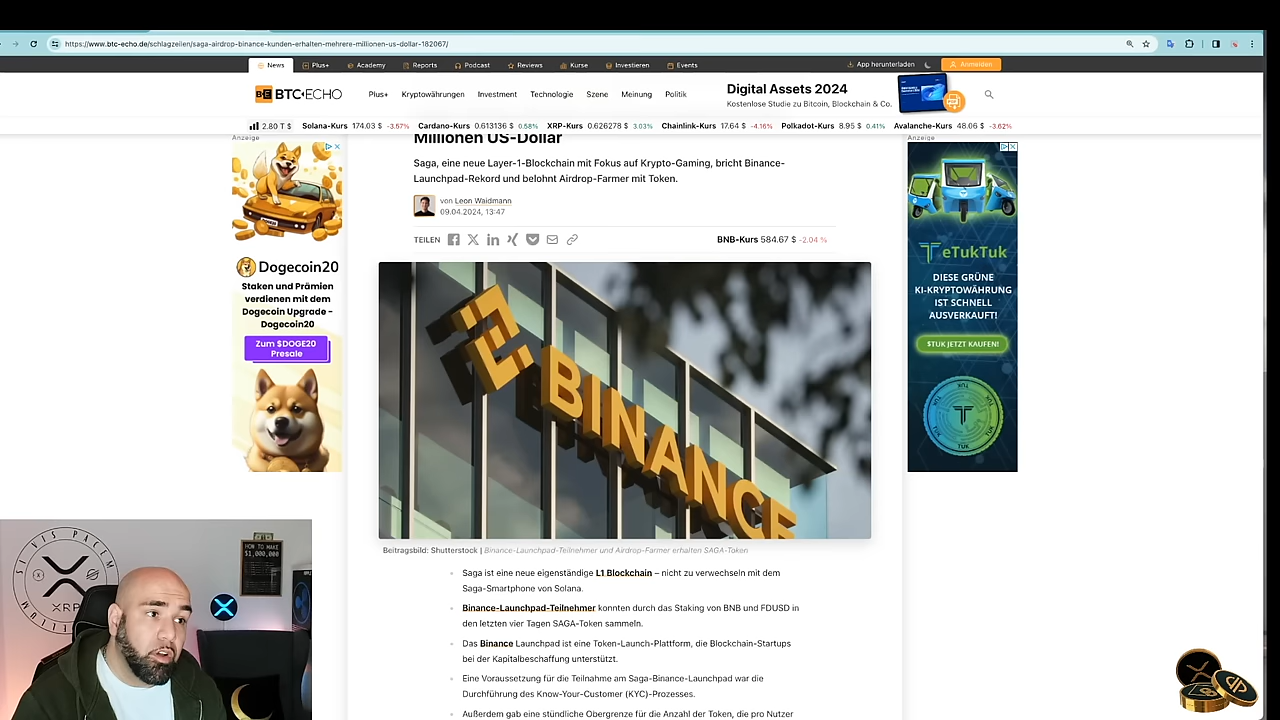 https://www.btc-echo.de/schlagzeilen/saga-airdrop-binance-kunden-erhalten-mehrere-millionen-us-dollar-182067/
News Plus+ Academy Reports Podcast Reviews Kurse Investieren Events App herunterladen Anmelden
BTC-ECHO Plus+ Kryptowährungen Investment Technologie Szene Meinung Politik
Digital Assets 2024
Kostenlose Studie zu Bitcoin, Blockchain & Co.
2.80 T $ Solana-Kurs 174.03 $ -3.57% Cardano-Kurs 0.613136 $ 0.58% XRP-Kurs 0.626278 $ 3.03% Chainlink-Kurs 17.64 $ -4.16% Polkadot-Kurs 8.95 $ 0.41% Avalanche-Kurs 48.06 $ -3.62%
Anzeige
Anzeige
Millionen US-Dollar
Saga, eine neue Layer-1-Blockchain mit Fokus auf Krypto-Gaming, bricht Binance-
Launchpad-Rekord und belohnt Airdrop-Farmer mit Token.
von Leon Waidmann
09.04.2024, 13:47
TEILEN
BNB-Kurs 584.67 $ -2.04 %
Dogecoin20
Staken und Prämien
verdienen mit dem
Dogecoin Upgrade -
Dogecoin20
Zum $DOGE20
Presale
eTukTuk
DIESE GRÜNE
KI-KRYPTOWÄHRUNG
IST SCHNELL
AUSVERKAUFT!
$TUK JETZT KAUFEN!
TUK
BINANCE
Beitragsbild: Shutterstock | Binance-Launchpad-Teilnehmer und Airdrop-Farmer erhalten SAGA-Token
Saga ist eine neue eigenständige L1 Blockchain – nicht zu verwechseln mit dem
Saga-Smartphone von Solana.
Binance-Launchpad-Teilnehmer konnten durch das Staking von BNB und FDUSD in
den letzten vier Tagen SAGA-Token sammeln.
Das Binance Launchpad ist eine Token-Launch-Plattform, die Blockchain-Startups
bei der Kapitalbeschaffung unterstützt.
Eine Voraussetzung für die Teilnahme am Saga-Binance-Launchpad war die
Durchführung des Know-Your-Customer (KYC)-Prozesses.
Außerdem gab eine stündliche Obergrenze für die Anzahl der Token, die pro Nutzer
VIS PACEM
XRP
HOW TO MAKE
$1,000,000